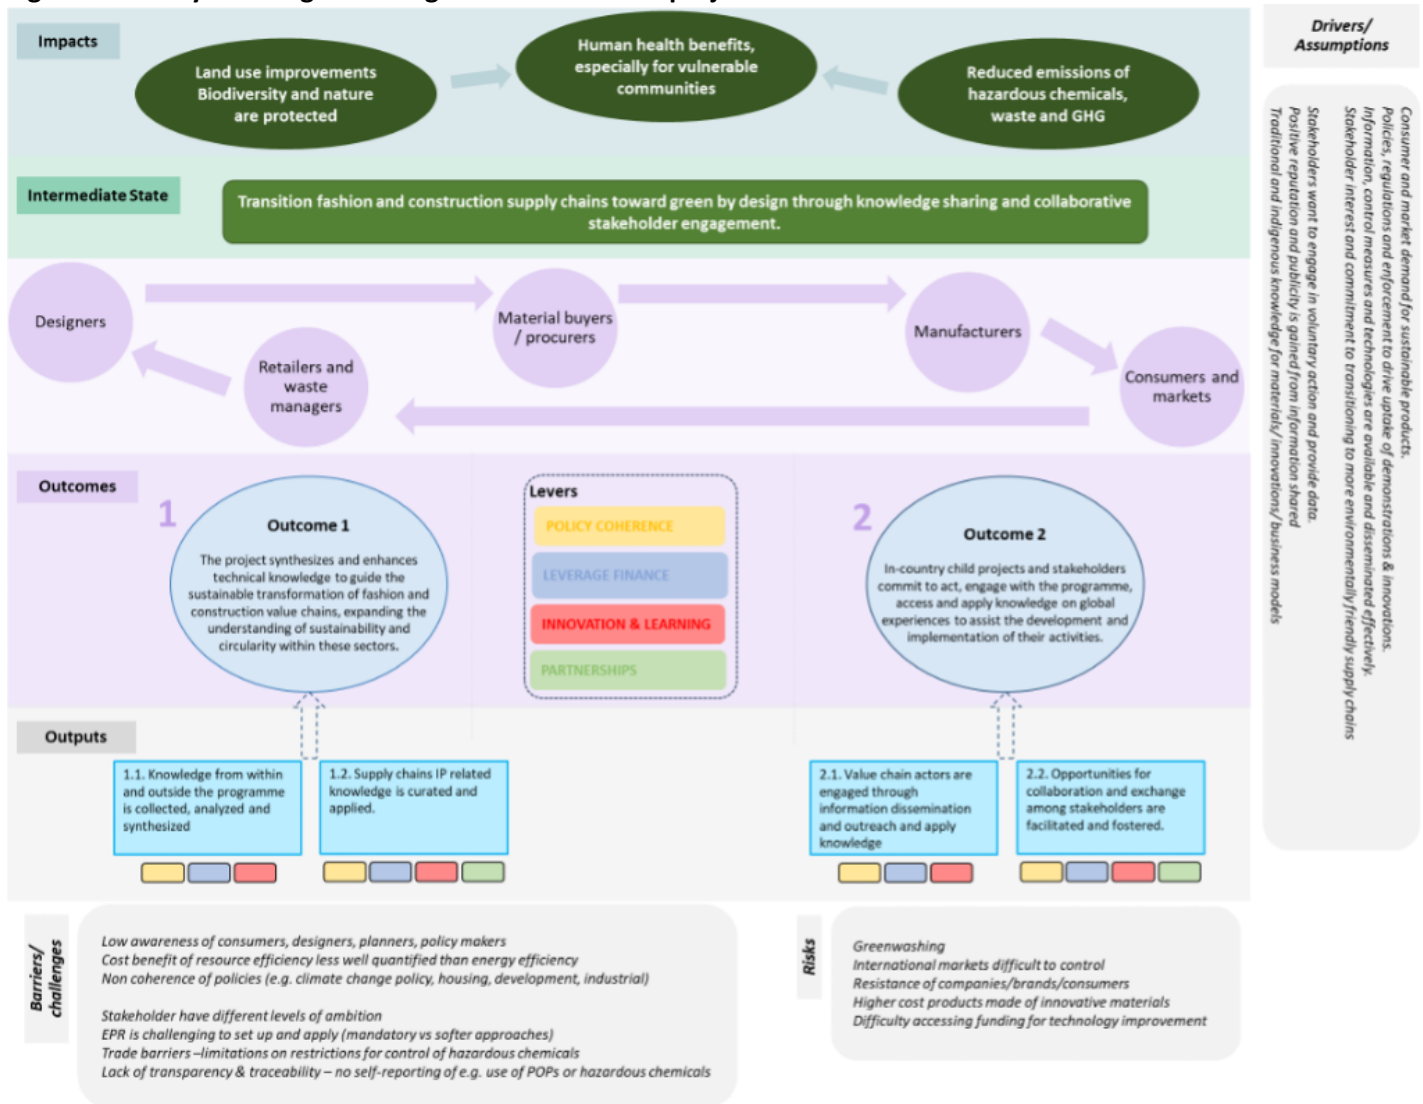 Impacts
Land use improvements
Biodiversity and nature
are protected
Human health benefits,
especially for vulnerable
communities
Reduced emissions of
hazardous chemicals,
waste and GHG
Intermediate State
Transition fashion and construction supply chains toward green by design through knowledge sharing and collaborative
stakeholder engagement.
Designers
Material buyers
/ procurers
Manufacturers
Consumers and
markets
Retailers and
waste
managers
Outcomes
1
Outcome 1
The project synthesizes and enhances
technical knowledge to guide the
sustainable transformation of fashion and
construction value chains, expanding the
understanding of sustainability and
circularity within these sectors.
Levers
POLICY COHERENCE
LEVERAGE FINANCE
INNOVATION & LEARNING
PARTNERSHIPS
2
Outcome 2
In-country child projects and stakeholders
commit to act, engage with the programme,
access and apply knowledge on global
experiences to assist the development and
implementation of their activities.
Outputs
1.1. Knowledge from within
and outside the programme
is collected, analyzed and
synthesized
1.2. Supply chains IP related
knowledge is curated and
applied.
2.1. Value chain actors are
engaged through
information dissemination
and outreach and apply
knowledge
2.2. Opportunities for
collaboration and exchange
among stakeholders are
facilitated and fostered.
Drivers/
Assumptions
Consumer and market demand for sustainable products.
Policies, regulations and enforcement to drive uptake of demonstrations & innovations.
Information, control measures and technologies are available and disseminated effectively.
Stakeholder interest and commitment to transitioning to more environmentally friendly supply chains
Stakeholders want to engage in voluntary action and provide data.
Positive reputation and publicity is gained from information shared
Traditional and indigenous knowledge for materials/ innovations/ business models
Barriers/
challenges
Low awareness of consumers, designers, planners, policy makers
Cost benefit of resource efficiency less well quantified than energy efficiency
Non coherence of policies (e.g. climate change policy, housing, development, industrial)
Stakeholder have different levels of ambition
EPR is challenging to set up and apply (mandatory vs softer approaches)
Trade barriers –limitations on restrictions for control of hazardous chemicals
Lack of transparency & traceability – no self-reporting of e.g. use of POPs or hazardous chemicals
Risks
Greenwashing
International markets difficult to control
Resistance of companies/brands/consumers
Higher cost products made of innovative materials
Difficulty accessing funding for technology improvement